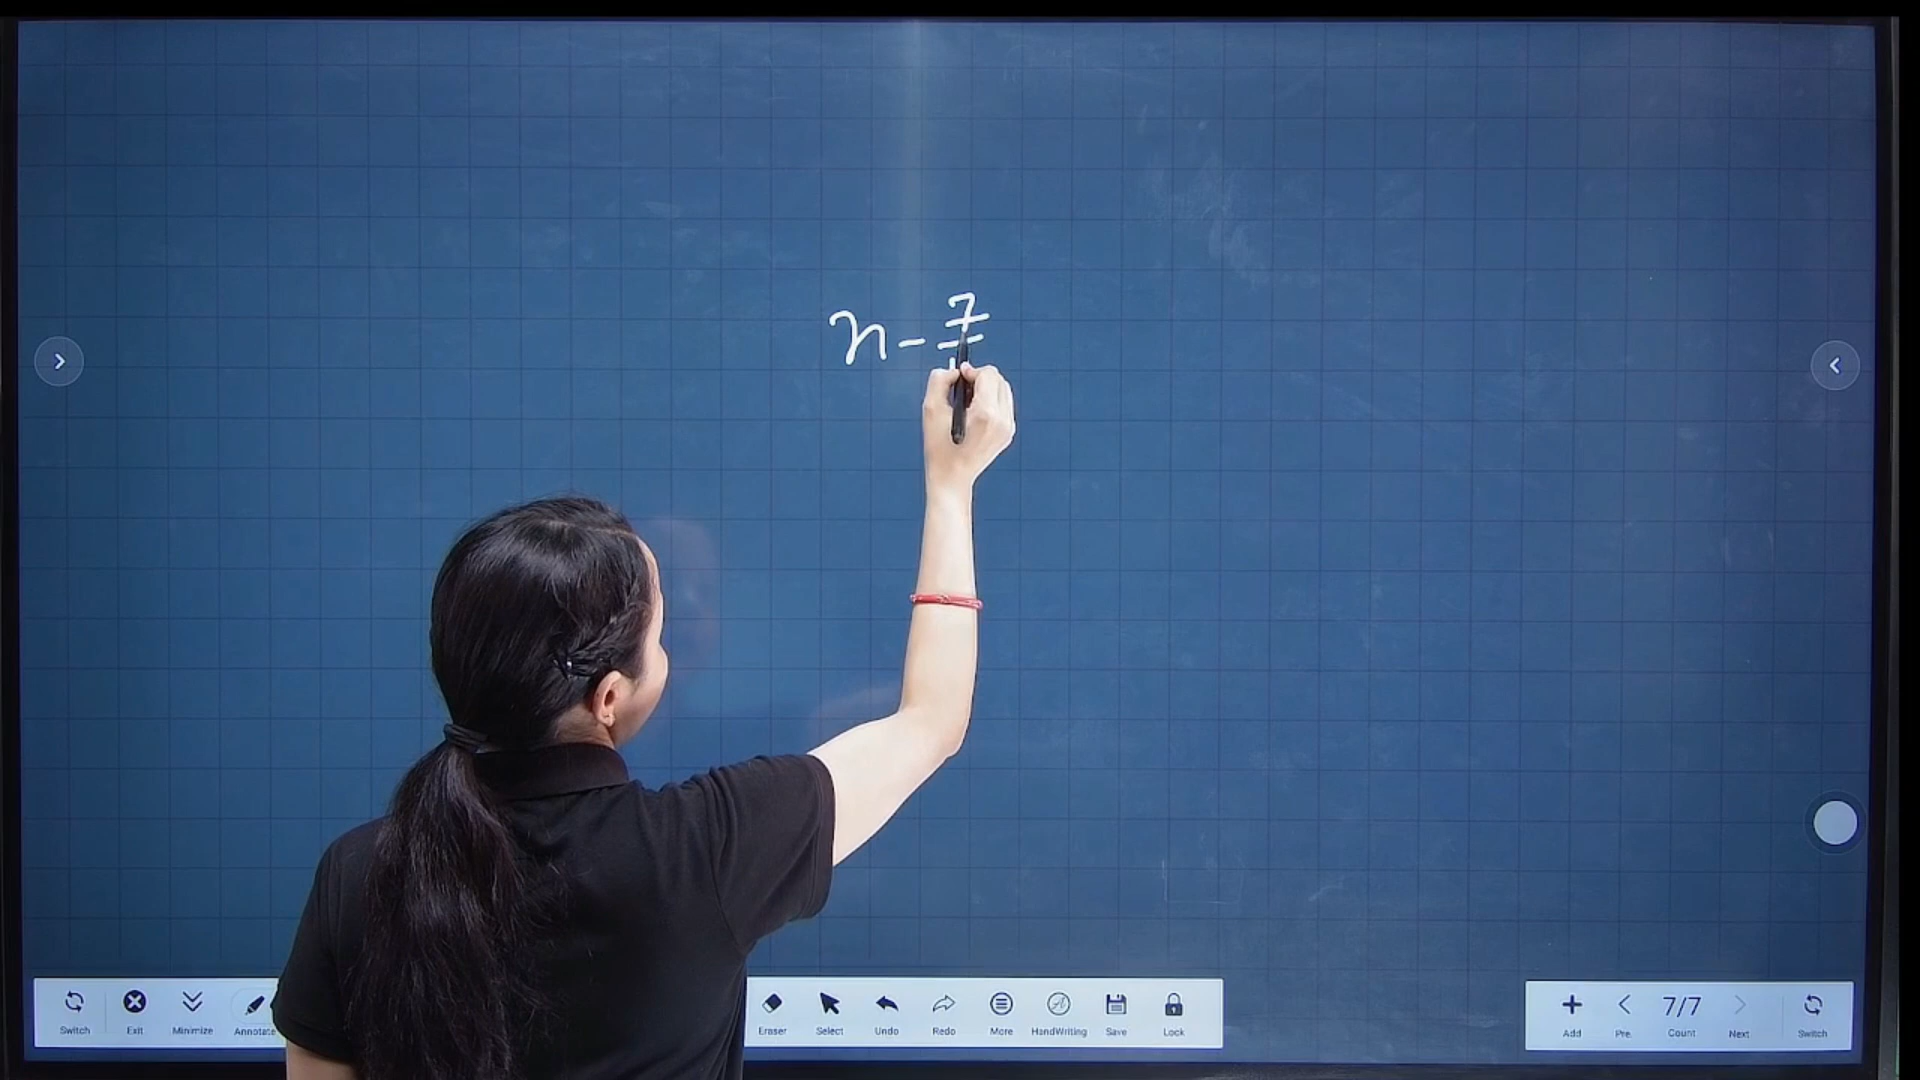 x - 7
Switch Exit Minimize Annotate Eraser Select Undo Redo More HandWriting Save Lock
Add Pre. 7/7 Count Next Switch